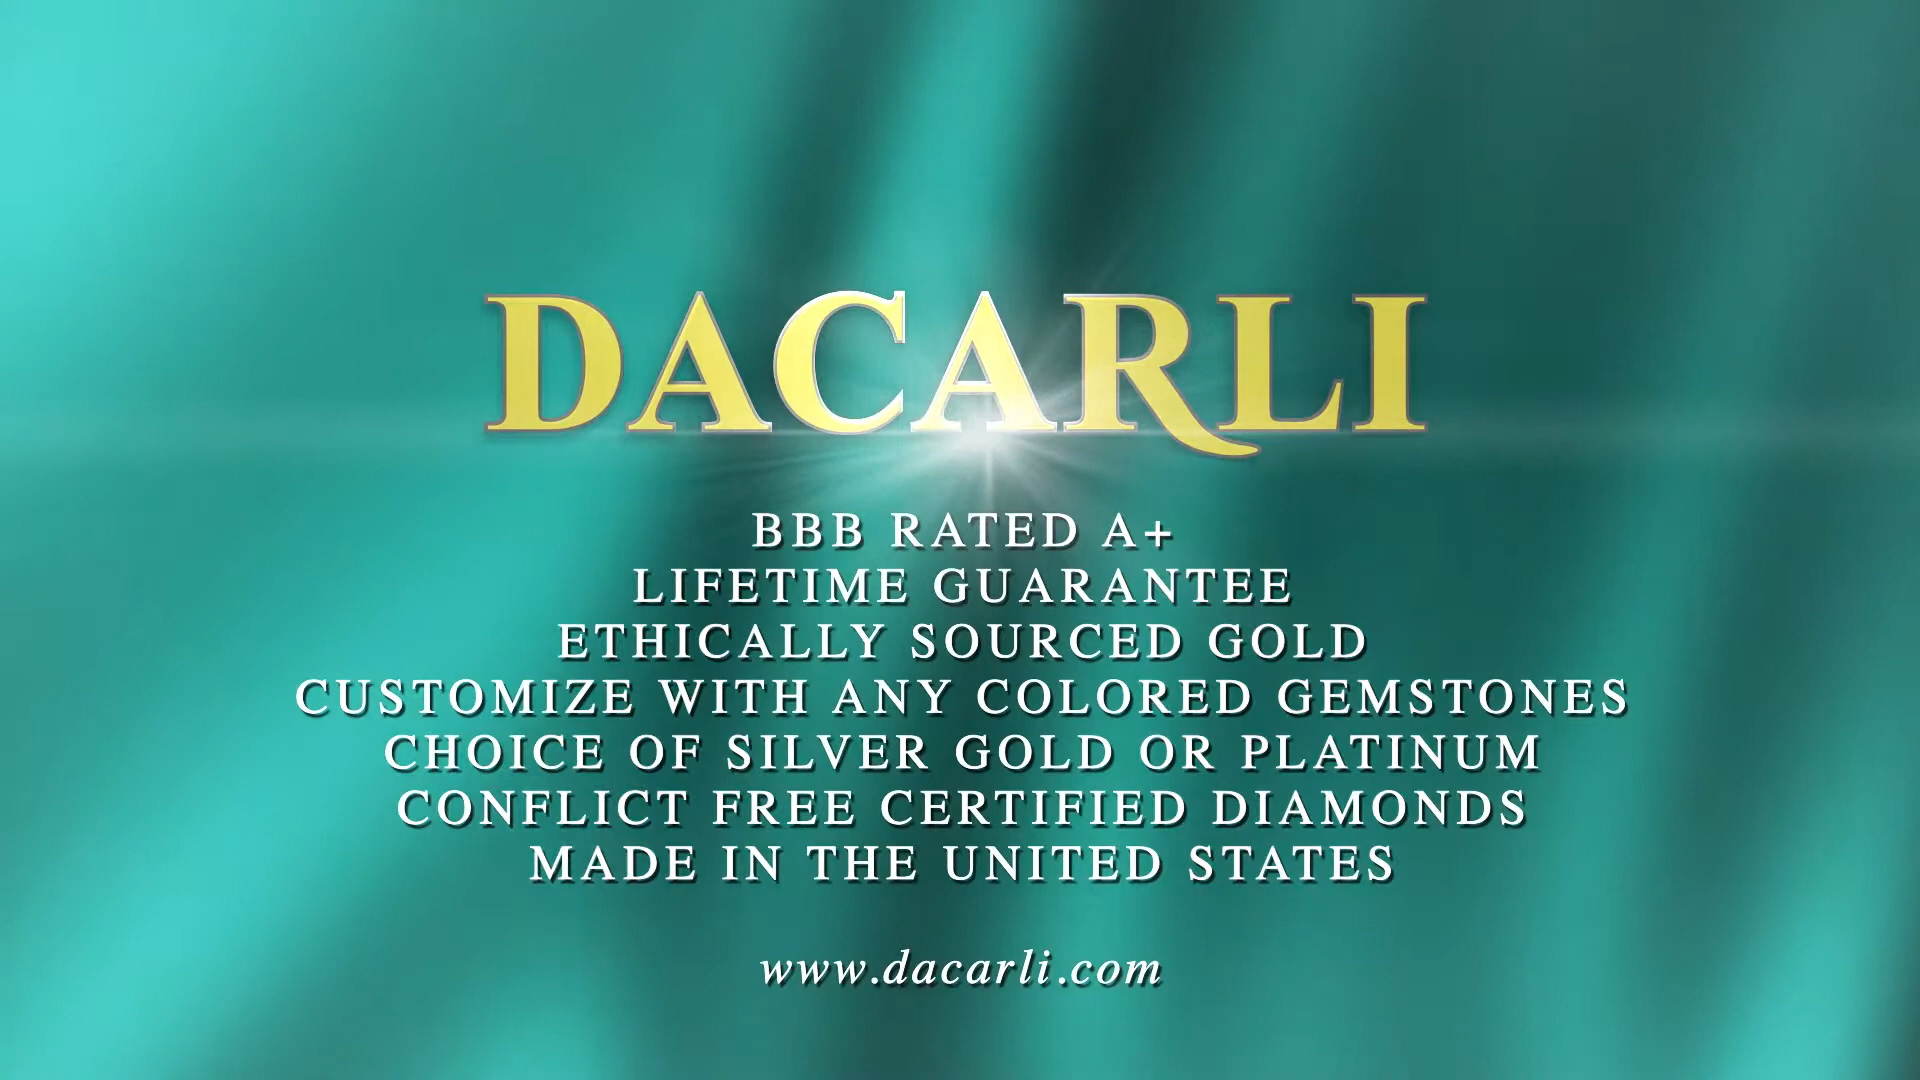 DACARLI
BBB RATED A+
LIFETIME GUARANTEE
ETHICALLY SOURCED GOLD
CUSTOMIZE WITH ANY COLORED GEMSTONES
CHOICE OF SILVER GOLD OR PLATINUM
CONFLICT FREE CERTIFIED DIAMONDS
MADE IN THE UNITED STATES
www.dacarli.com